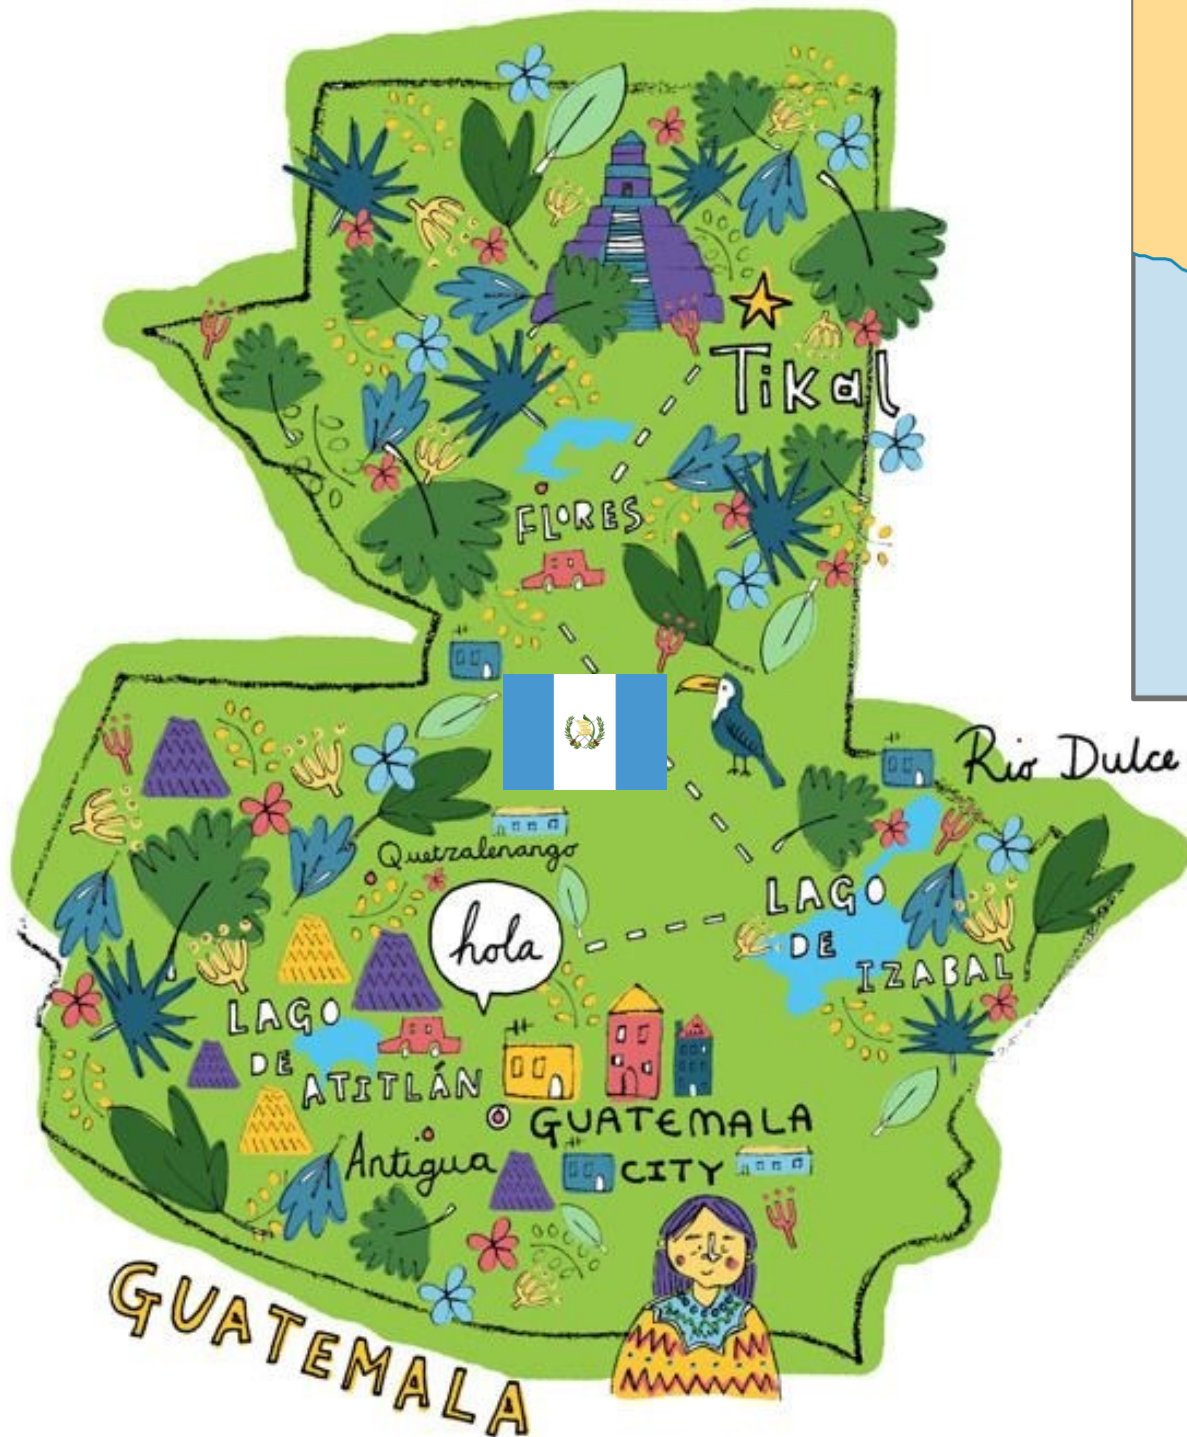 Tikal
FLORES
Rio Dulce
Quetzalenango
hola
LAGO
DE
IZABAL
LAGO
DE
ATITLÁN
GUATEMALA
CITY
Antigua
GUATEMALA